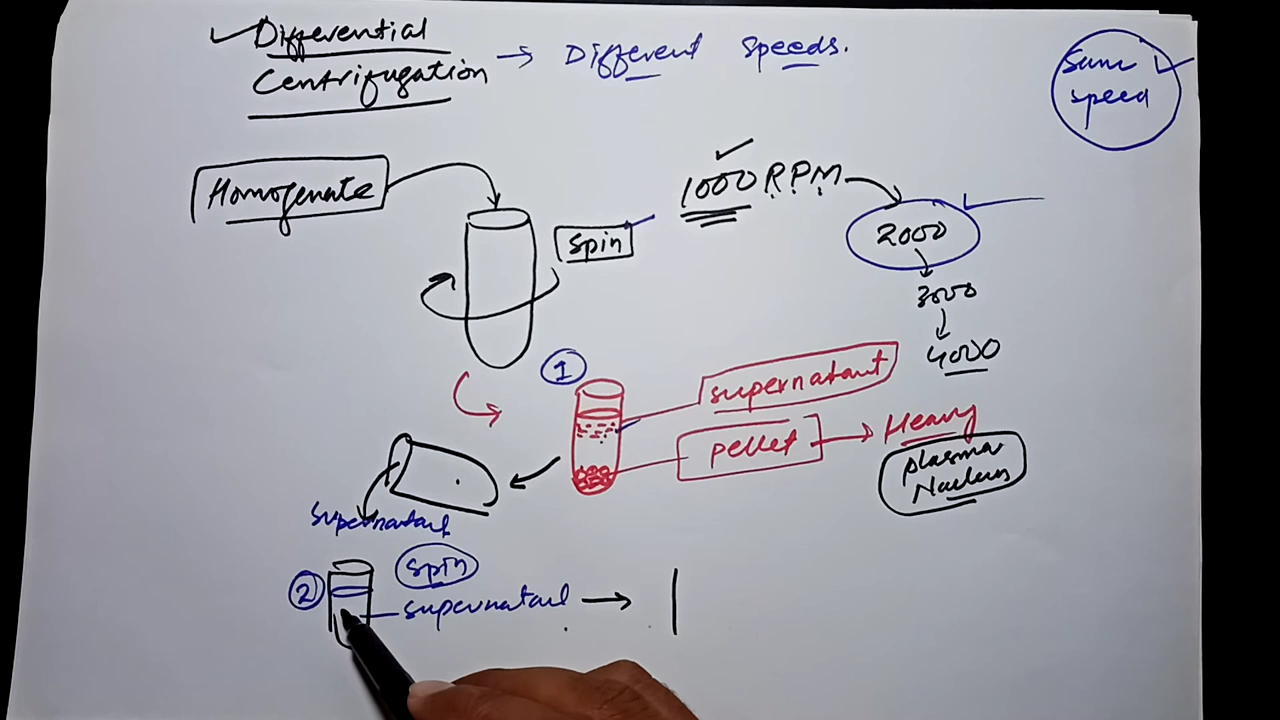 Differential
Centrifugation → Different Speeds.
Same
speed
Homogenate
Spin
1000 RPM
2000
3000
4000
1
supernatant
pellet → Heavy
plasma
Nucleus
supernatant
2
Spin
supernatant →